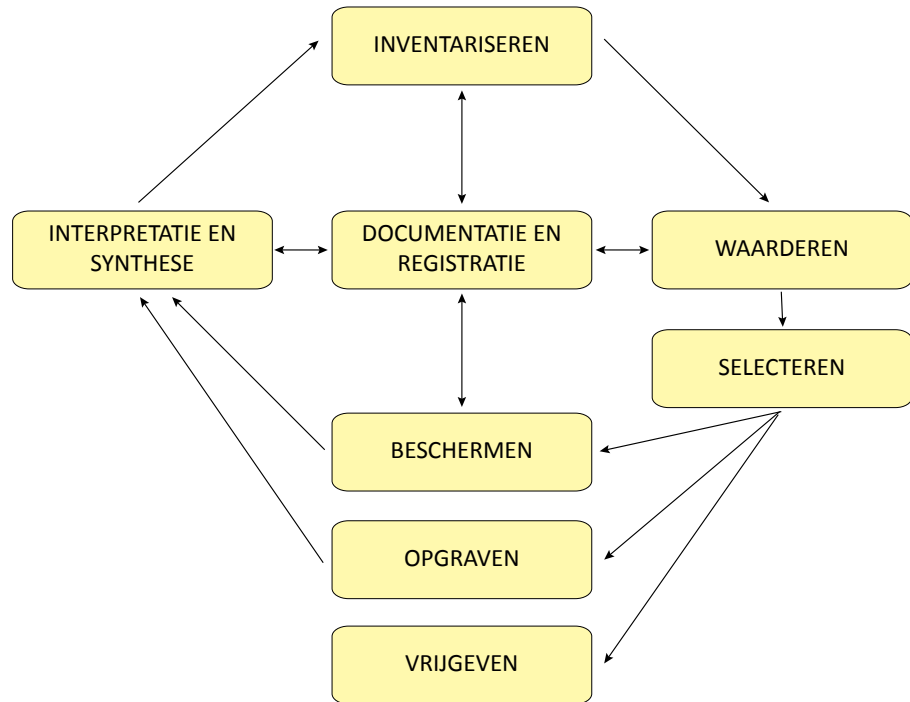 INVENTARISEREN
INTERPRETATIE EN
SYNTHESE
DOCUMENTATIE EN
REGISTRATIE
WAARDEREN
SELECTEREN
BESCHERMEN
OPGRAVEN
VRIJGEVEN